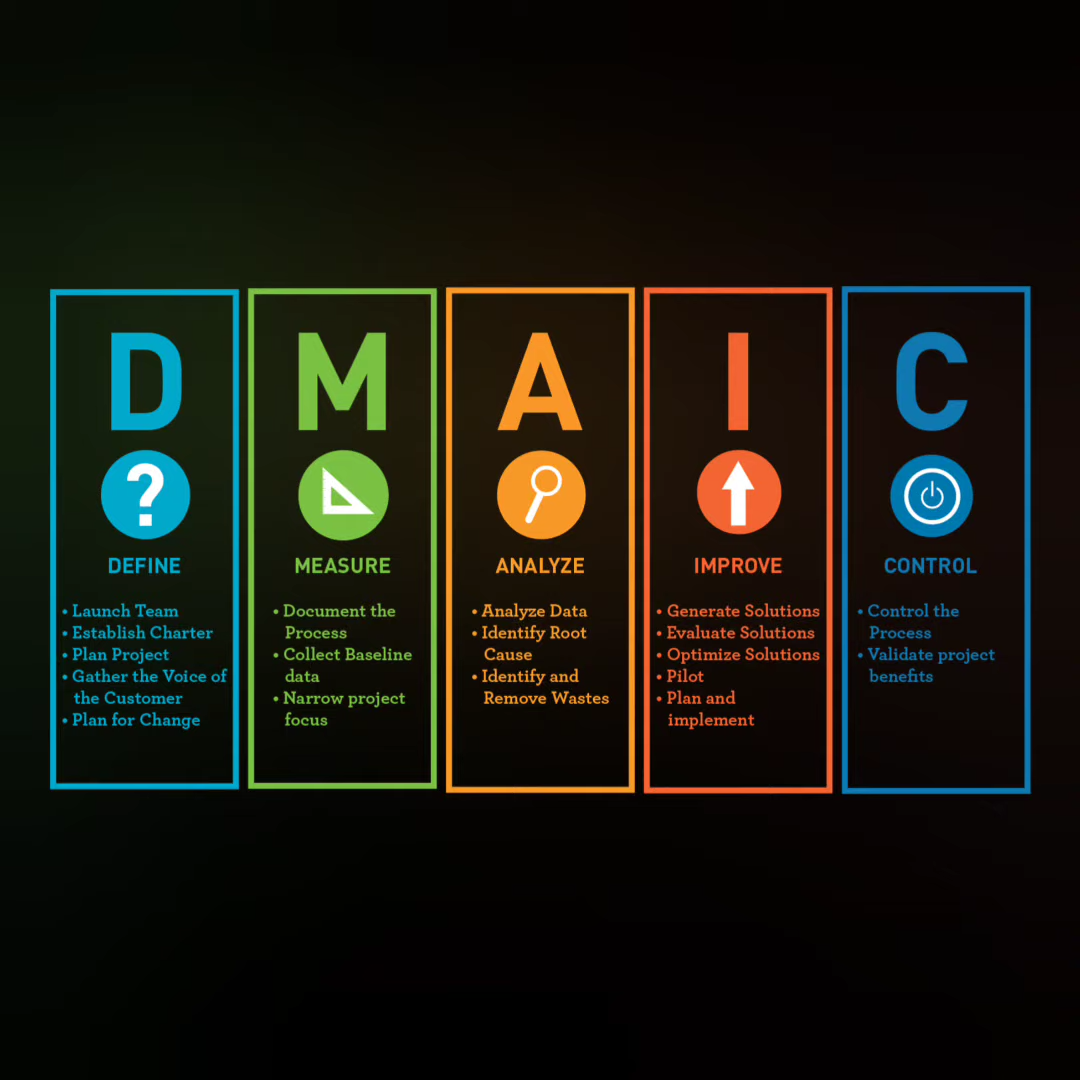 D
?
DEFINE
• Launch Team
• Establish Charter
• Plan Project
• Gather the Voice of
the Customer
• Plan for Change
M
MEASURE
• Document the
Process
• Collect Baseline
data
• Narrow project
focus
A
ANALYZE
• Analyze Data
• Identify Root
Cause
• Identify and
Remove Wastes
I
IMPROVE
• Generate Solutions
• Evaluate Solutions
• Optimize Solutions
• Pilot
• Plan and
implement
C
CONTROL
• Control the
Process
• Validate project
benefits